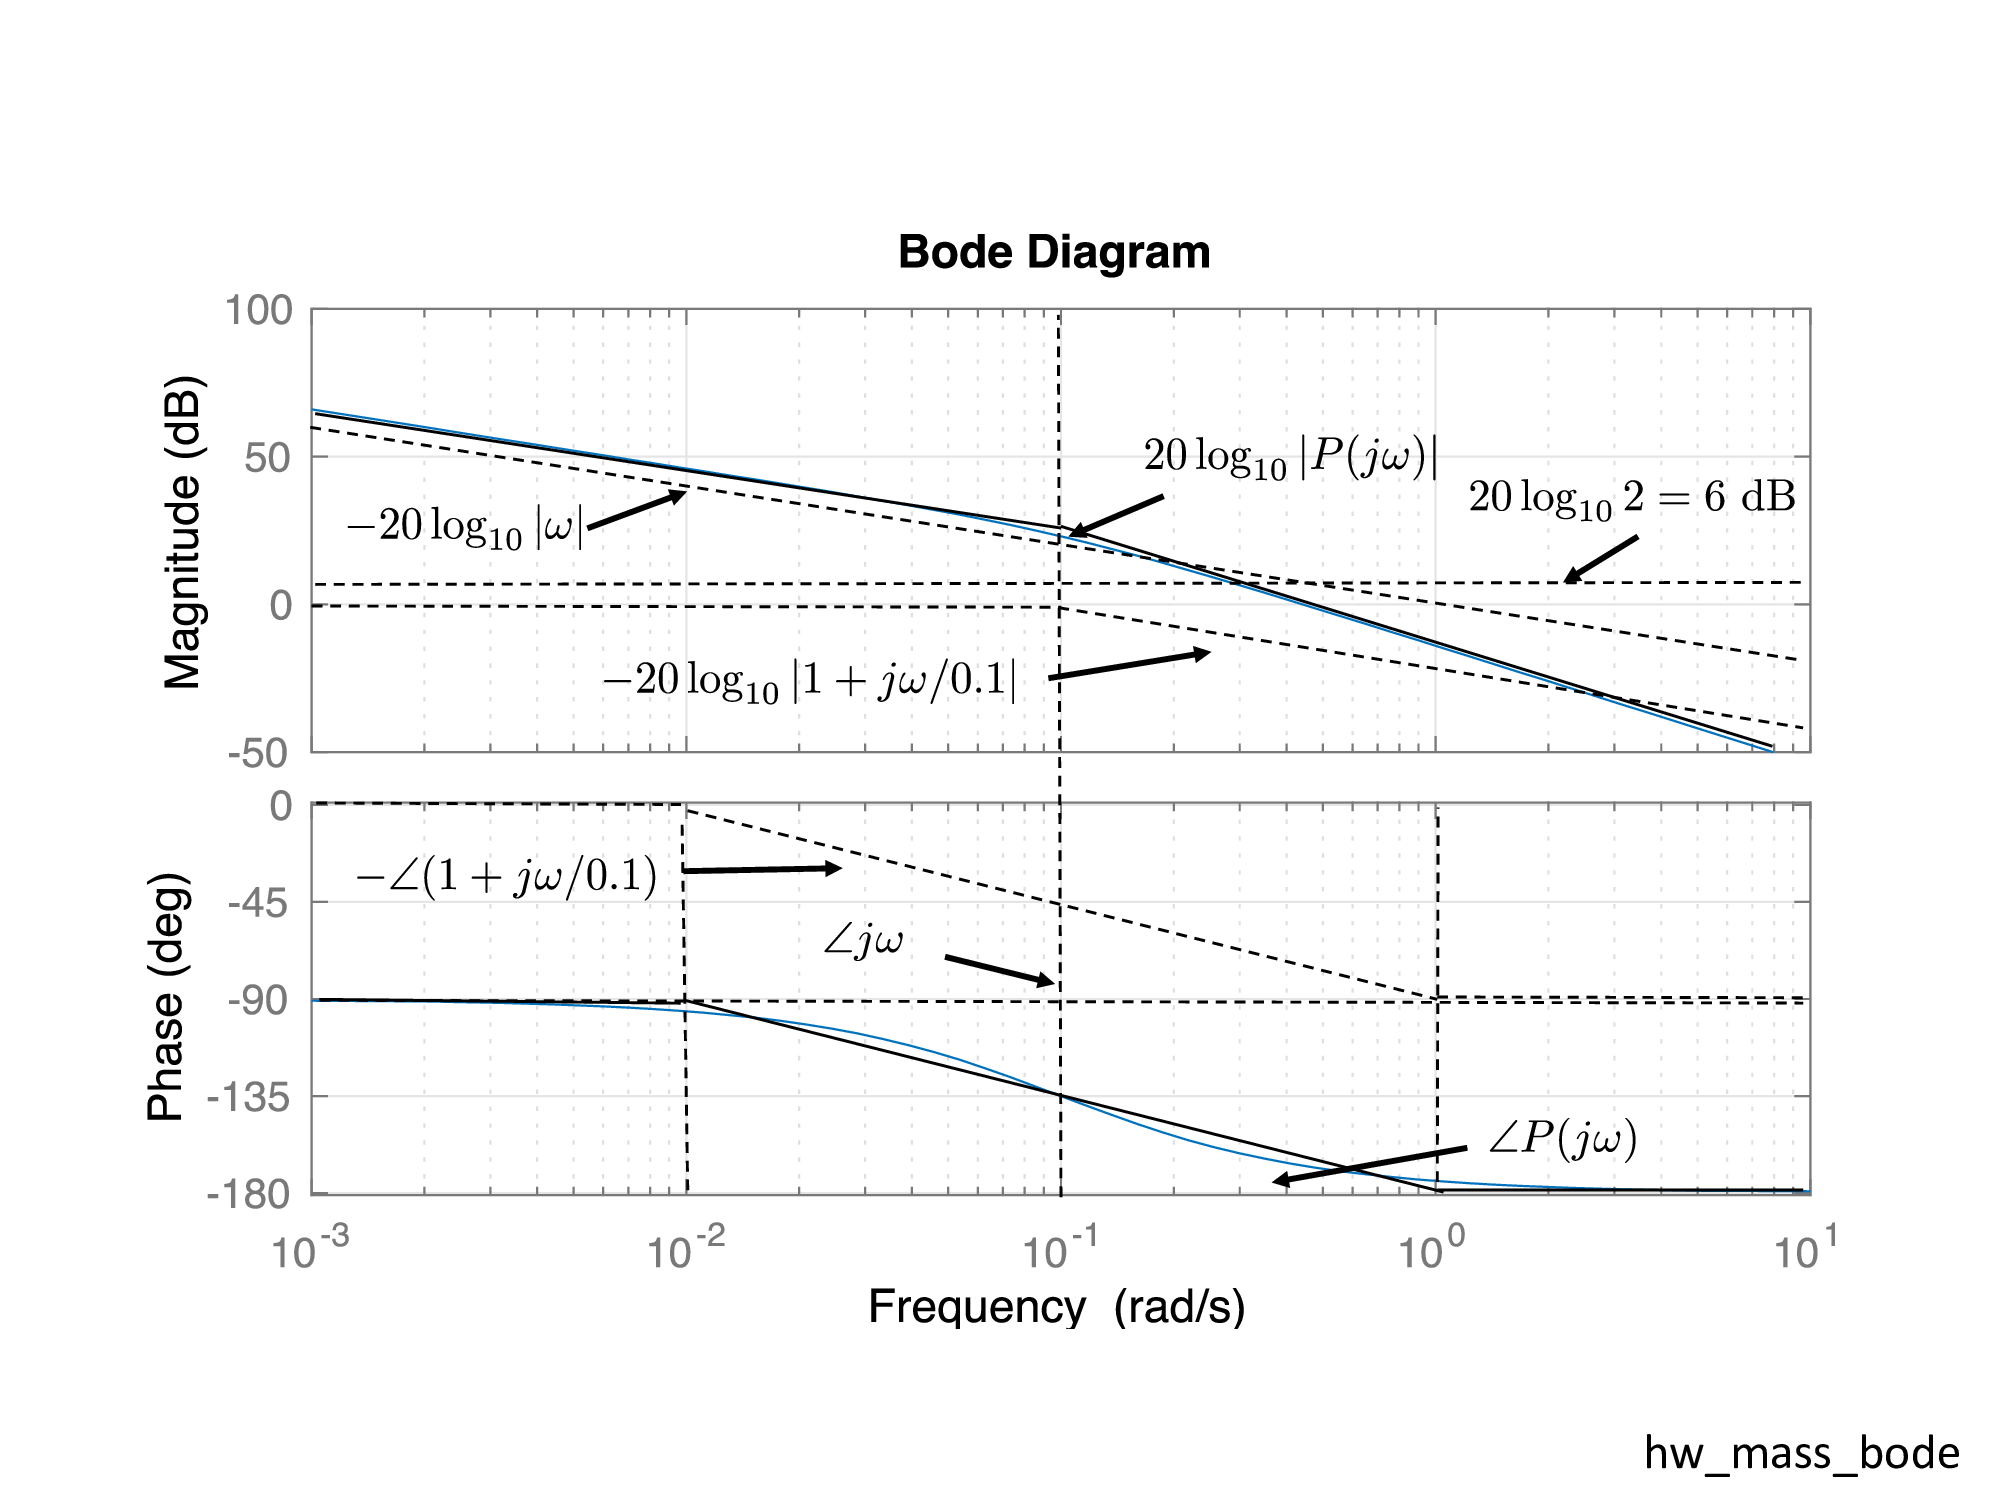 Bode Diagram
Magnitude (dB)
100
50
0
-50
20 log₁₀ |P(jω)|
20 log₁₀ 2 = 6 dB
−20 log₁₀ |ω|
−20 log₁₀ |1 + jω/0.1|
Phase (deg)
0
-45
-90
-135
-180
−∠(1 + jω/0.1)
∠jω
∠P(jω)
10⁻³ 10⁻² 10⁻¹ 10⁰ 10¹
Frequency (rad/s)
hw_mass_bode